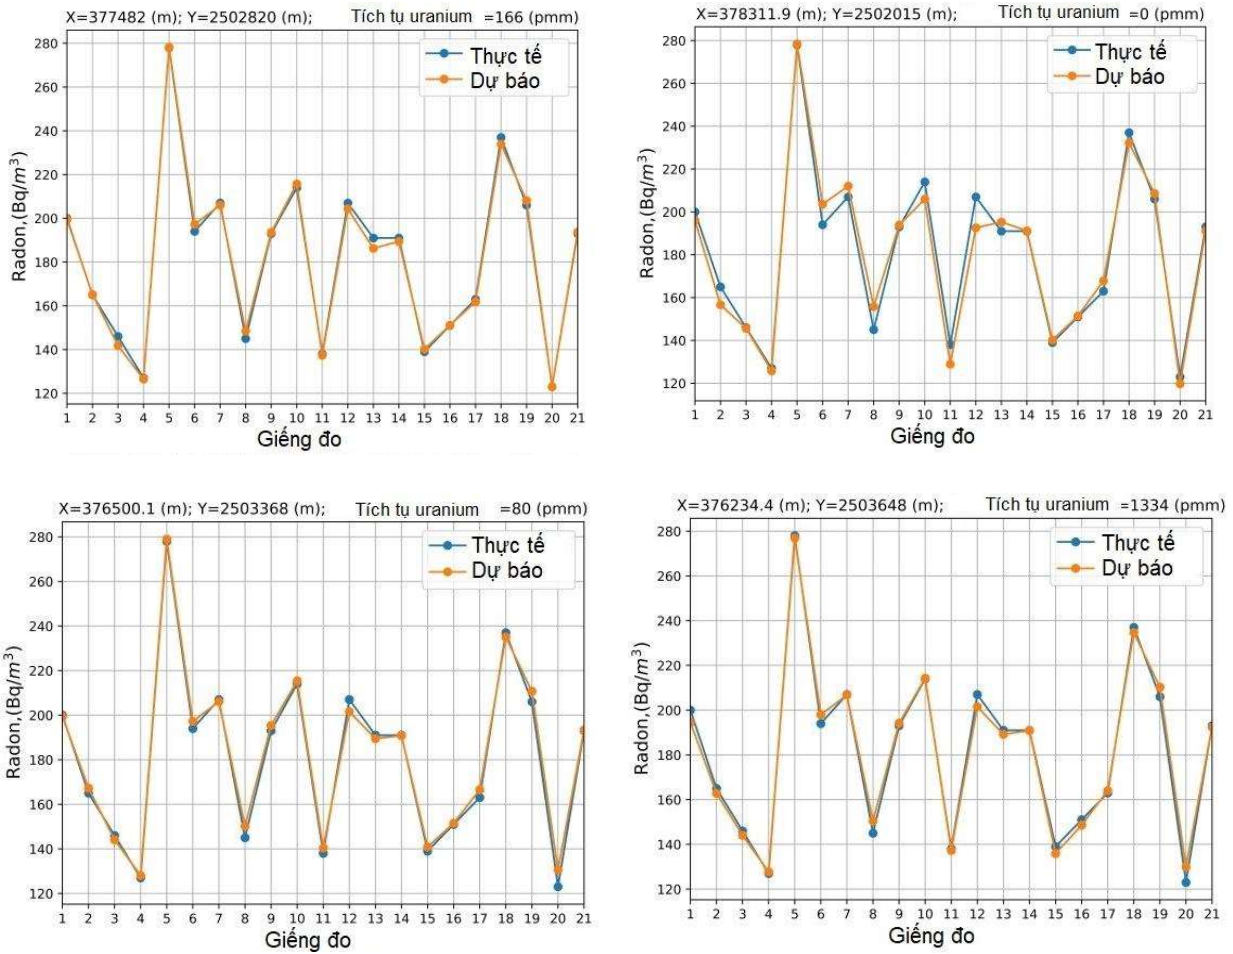 X=377482 (m); Y=2502820 (m); Tích tụ uranium =166 (pmm)
280
260
240
220
200
180
160
140
120
Radon,(Bq/m³)
Thực tế
Dự báo
1 2 3 4 5 6 7 8 9 10 11 12 13 14 15 16 17 18 19 20 21
Giếng đo
X=378311.9 (m); Y=2502015 (m); Tích tụ uranium =0 (pmm)
280
260
240
220
200
180
160
140
120
Radon,(Bq/m³)
Thực tế
Dự báo
1 2 3 4 5 6 7 8 9 10 11 12 13 14 15 16 17 18 19 20 21
Giếng đo
X=376500.1 (m); Y=2503368 (m); Tích tụ uranium =80 (pmm)
280
260
240
220
200
180
160
140
120
Radon,(Bq/m³)
Thực tế
Dự báo
1 2 3 4 5 6 7 8 9 10 11 12 13 14 15 16 17 18 19 20 21
Giếng đo
X=376234.4 (m); Y=2503648 (m); Tích tụ uranium =1334 (pmm)
280
260
240
220
200
180
160
140
120
Radon,(Bq/m³)
Thực tế
Dự báo
1 2 3 4 5 6 7 8 9 10 11 12 13 14 15 16 17 18 19 20 21
Giếng đo